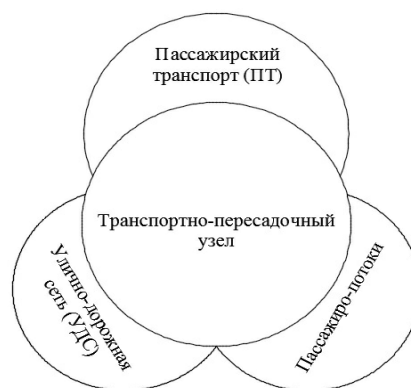 Пассажирский
транспорт (ПТ)
Транспортно-пересадочный
узел
Улично-дорожная
сеть (УДС)
Пассажиро-потоки